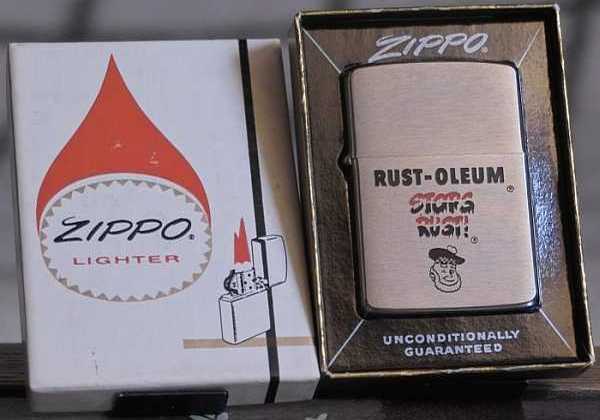 ZIPPO®
LIGHTER
ZIPPO®
RUST-OLEUM®
STOPS
RUST!®
UNCONDITIONALLY
GUARANTEED